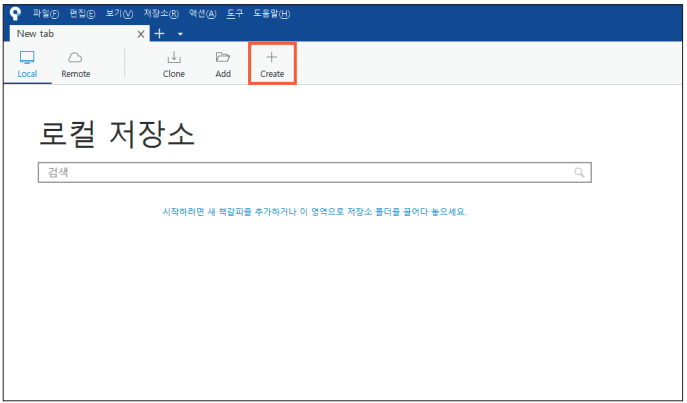 파일(F) 편집(E) 보기(V) 저장소(R) 액션(A) 도구 도움말(H)
New tab
Local Remote Clone Add Create
로컬 저장소
검색
시작하려면 새 책갈피를 추가하거나 이 영역으로 저장소 폴더를 끌어다 놓으세요.